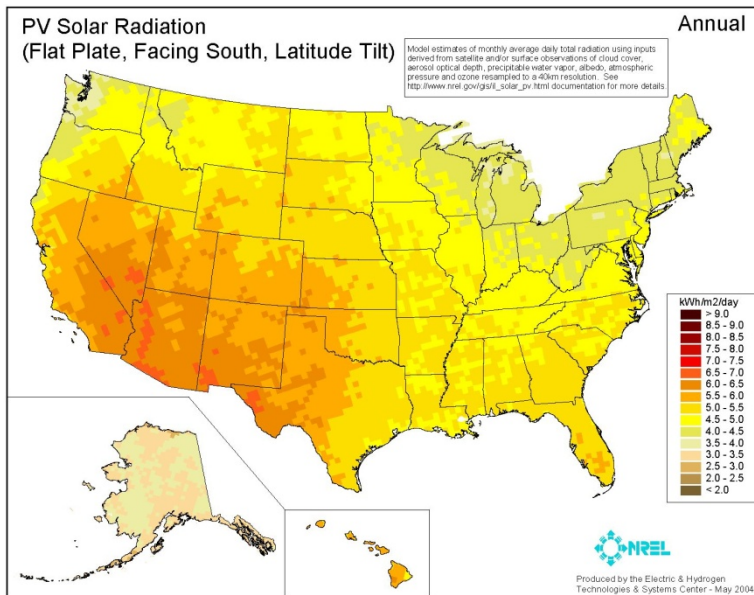 PV Solar Radiation
(Flat Plate, Facing South, Latitude Tilt)
Annual
Model estimates of monthly average daily total radiation using inputs
derived from satellite and/or surface observations of cloud cover,
aerosol optical depth, precipitable water vapor, albedo, atmospheric
pressure and ozone resampled to a 40km resolution. See
http://www.nrel.gov/gis/il_solar_pv.html documentation for more details.
kWh/m2/day
> 9.0
8.5 - 9.0
8.0 - 8.5
7.5 - 8.0
7.0 - 7.5
6.5 - 7.0
6.0 - 6.5
5.5 - 6.0
5.0 - 5.5
4.5 - 5.0
4.0 - 4.5
3.5 - 4.0
3.0 - 3.5
2.5 - 3.0
2.0 - 2.5
< 2.0
NREL
Produced by the Electric & Hydrogen
Technologies & Systems Center - May 2004